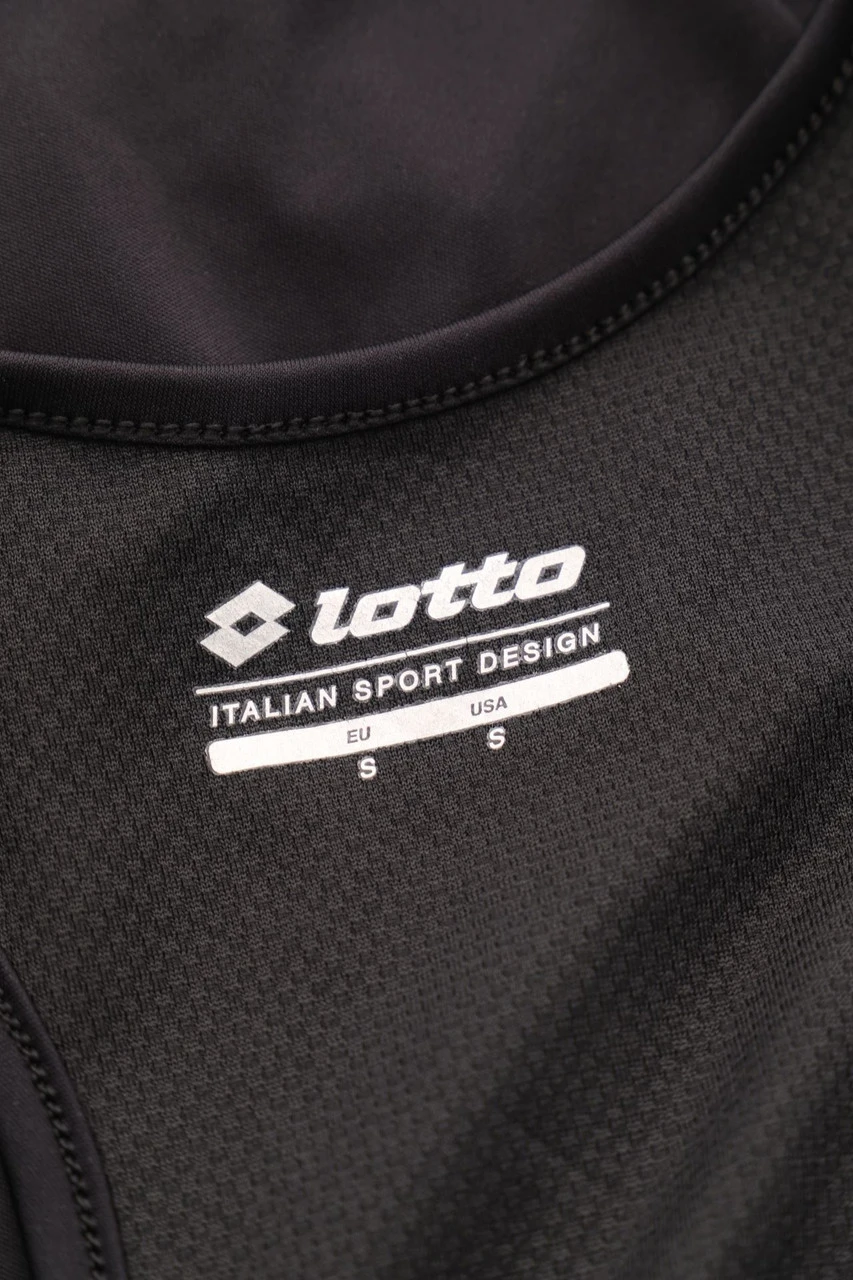 lotto
ITALIAN SPORT DESIGN
EU USA
S S